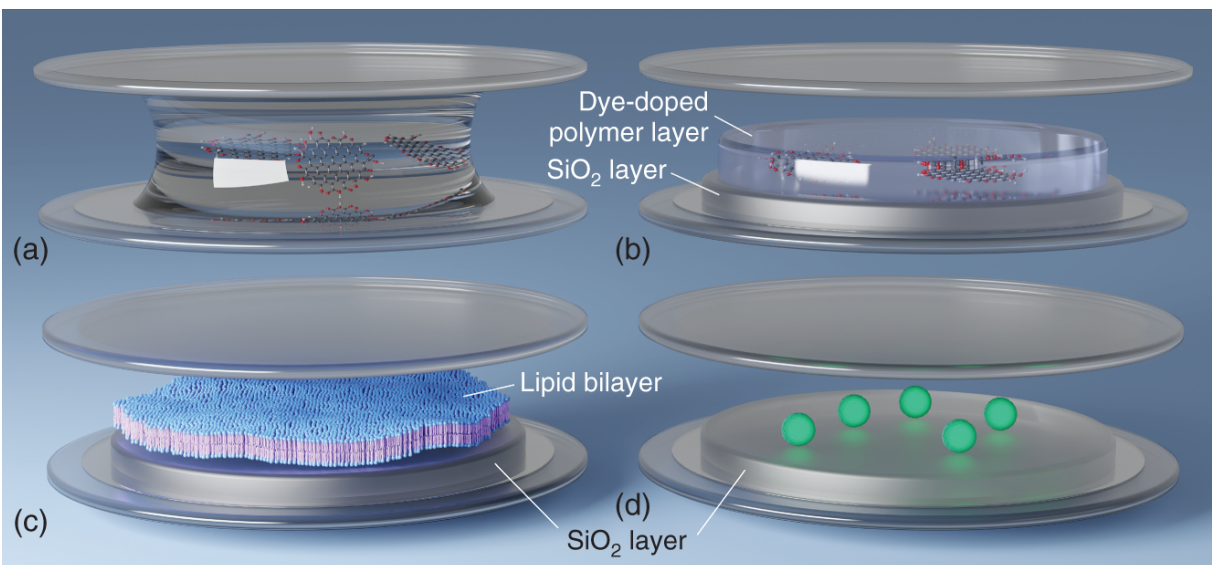 Dye-doped
polymer layer
SiO₂ layer
(a)
(b)
Lipid bilayer
(c)
(d)
SiO₂ layer